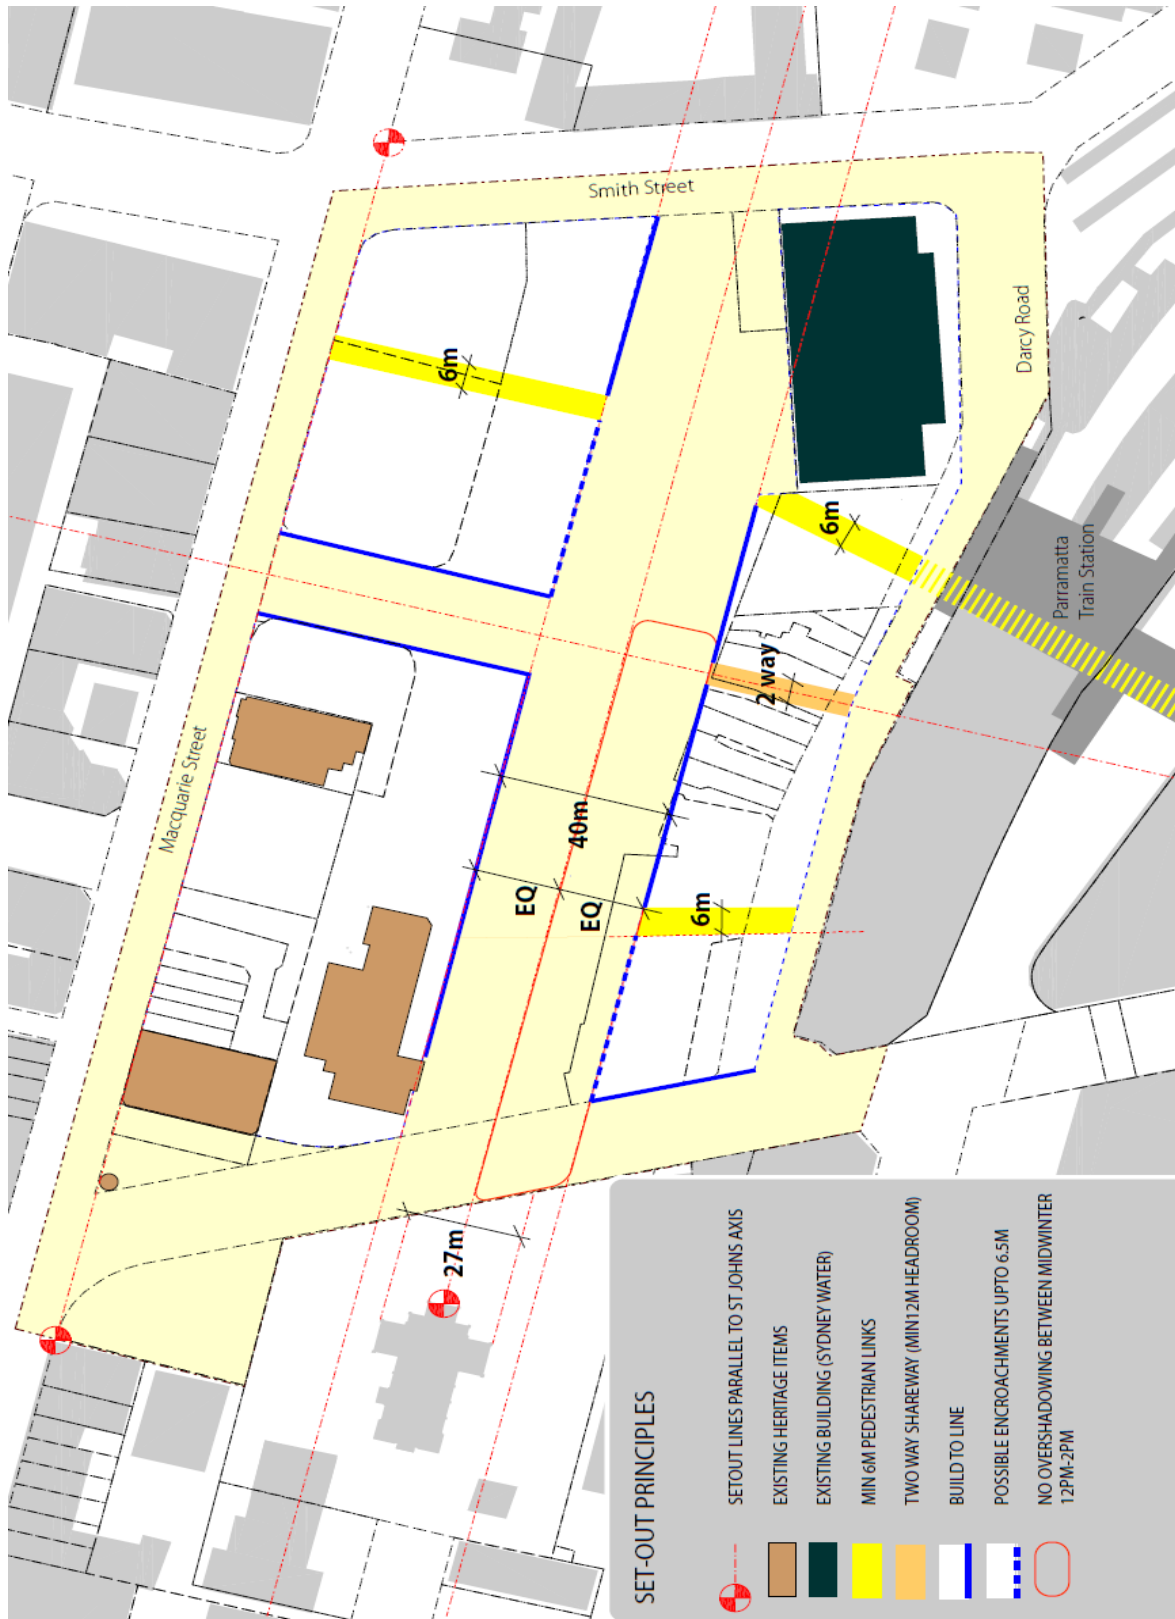 Smith Street
Darcy Road
6m
Macquarie Street
6m
Parramatta
Train Station
2 way
40m
EQ
EQ
6m
27m
SET-OUT PRINCIPLES
SETOUT LINES PARALLEL TO ST JOHNS AXIS
EXISTING HERITAGE ITEMS
EXISTING BUILDING (SYDNEY WATER)
MIN 6M PEDESTRIAN LINKS
TWO WAY SHAREWAY (MIN12M HEADROOM)
BUILD TO LINE
POSSIBLE ENCROACHMENTS UPTO 6.5M
NO OVERSHADOWING BETWEEN MIDWINTER
12PM-2PM